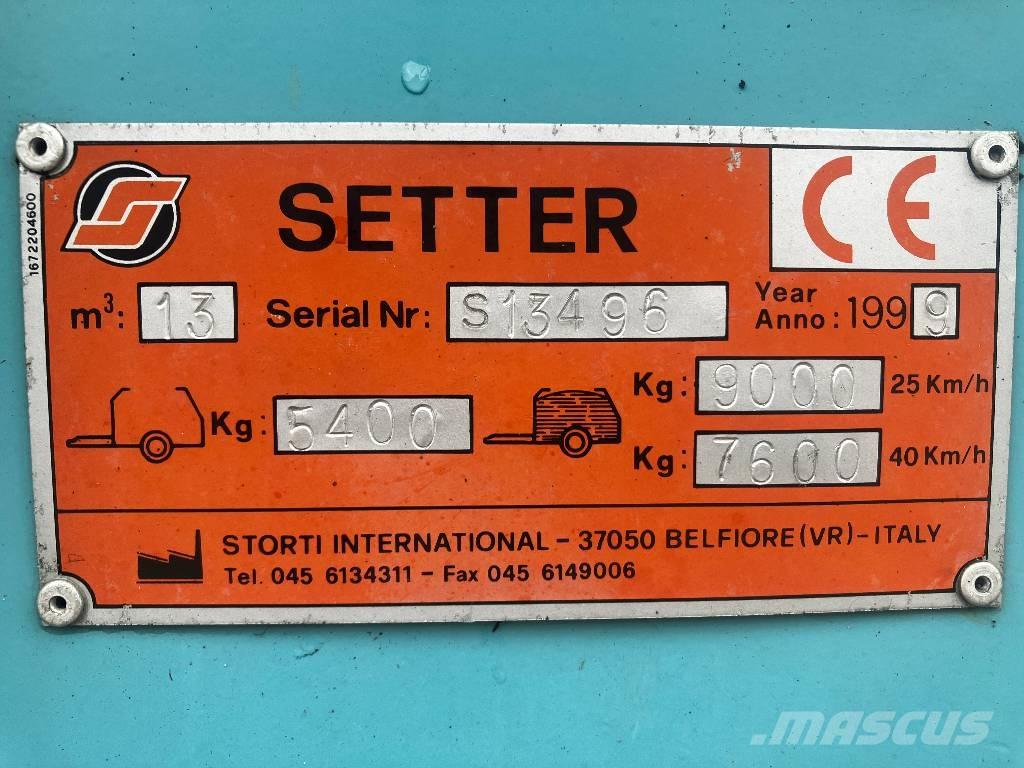 SETTER
CE
1672204600
m³: 13 Serial Nr: S13496 Year Anno: 1999
Kg: 5400
Kg: 9000 25 Km/h
Kg: 7600 40 Km/h
STORTI INTERNATIONAL – 37050 BELFIORE (VR) – ITALY
Tel. 045 6134311 – Fax 045 6149006
MASCUS